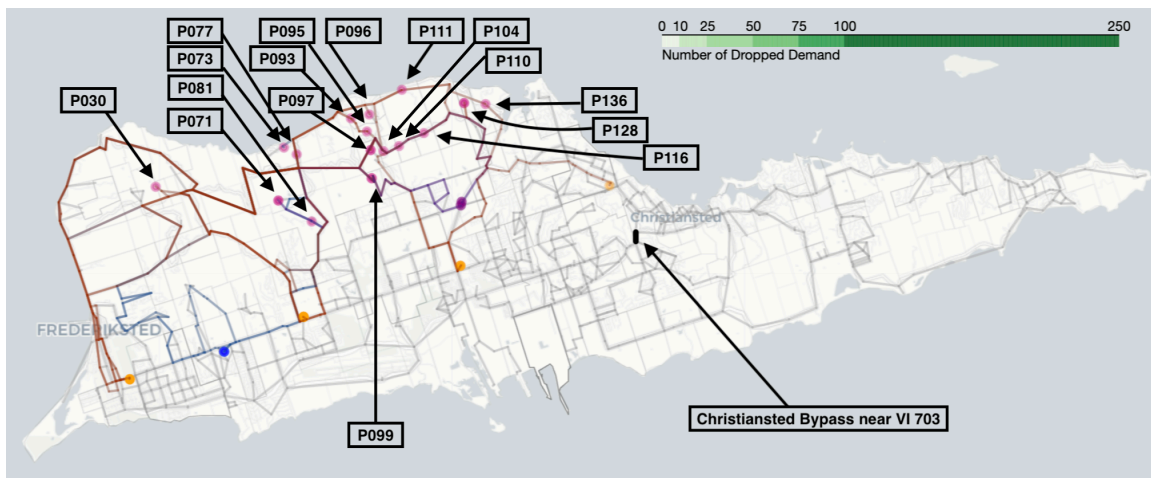 P077
P095
P096
P111
P104
0 10 25 50 75 100 250
Number of Dropped Demand
P073
P093
P110
P081
P030
P097
P136
P071
P128
P116
Christiansted
FREDERIKSTED
Christiansted Bypass near VI 703
P099